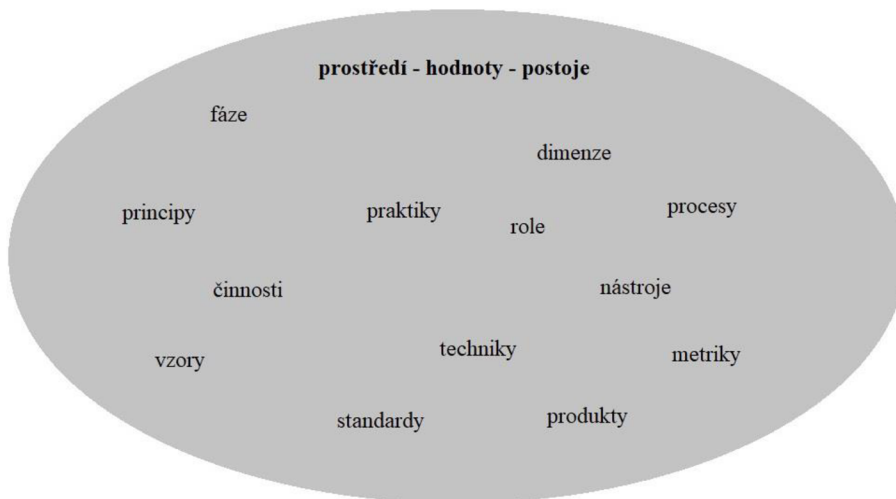 prostředí - hodnoty - postoje
fáze
dimenze
principy
praktiky
role
procesy
činnosti
nástroje
vzory
techniky
metriky
standardy
produkty